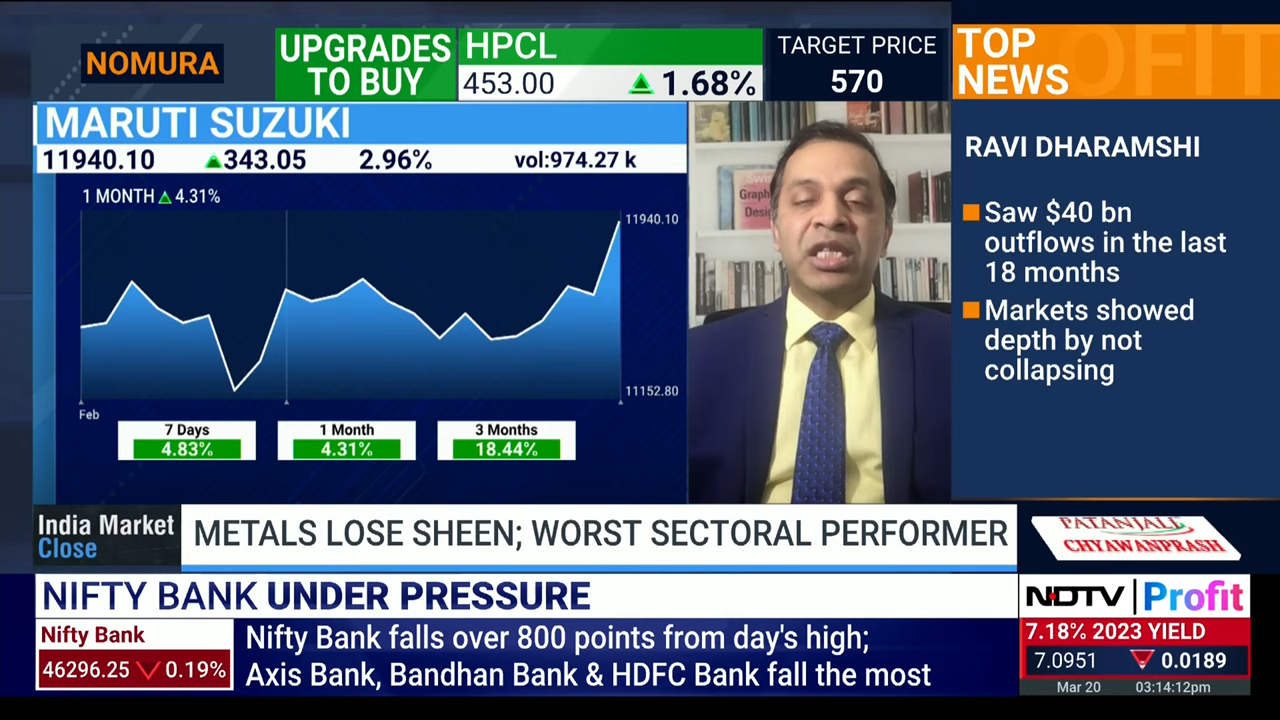 NOMURA
UPGRADES
TO BUY
HPCL
453.00
1.68%
TARGET PRICE
570
TOP
NEWS
MARUTI SUZUKI
11940.10
343.05
2.96%
vol:974.27 k
1 MONTH 4.31%
11940.10
11152.80
Feb
7 Days
4.83%
1 Month
4.31%
3 Months
18.44%
Graph
Desig
RAVI DHARAMSHI
Saw $40 bn
outflows in the last
18 months
Markets showed
depth by not
collapsing
India Market
Close
METALS LOSE SHEEN; WORST SECTORAL PERFORMER
PATANJALI
CHYAWANPRASH
NIFTY BANK UNDER PRESSURE
Nifty Bank
46296.25 0.19%
Nifty Bank falls over 800 points from day's high;
Axis Bank, Bandhan Bank & HDFC Bank fall the most
NDTV Profit
7.18% 2023 YIELD
7.0951 0.0189
Mar 20 03:14:12pm